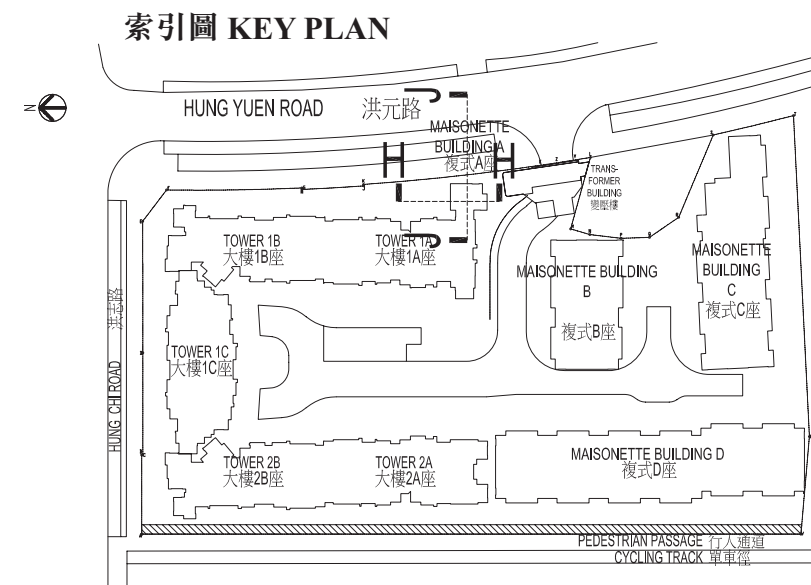 索引圖 KEY PLAN
N
HUNG YUEN ROAD 洪元路
J
MAISONETTE
BUILDING A
複式A座
H H
TRANS-
FORMER
BUILDING
變壓樓
J
TOWER 1B
大樓1B座
TOWER 1A
大樓1A座
MAISONETTE BUILDING
B
複式B座
MAISONETTE
BUILDING
C
複式C座
HUNG CHI ROAD 洪志路
TOWER 1C
大樓1C座
TOWER 2B
大樓2B座
TOWER 2A
大樓2A座
MAISONETTE BUILDING D
複式D座
PEDESTRIAN PASSAGE 行人通道
CYCLING TRACK 單車徑